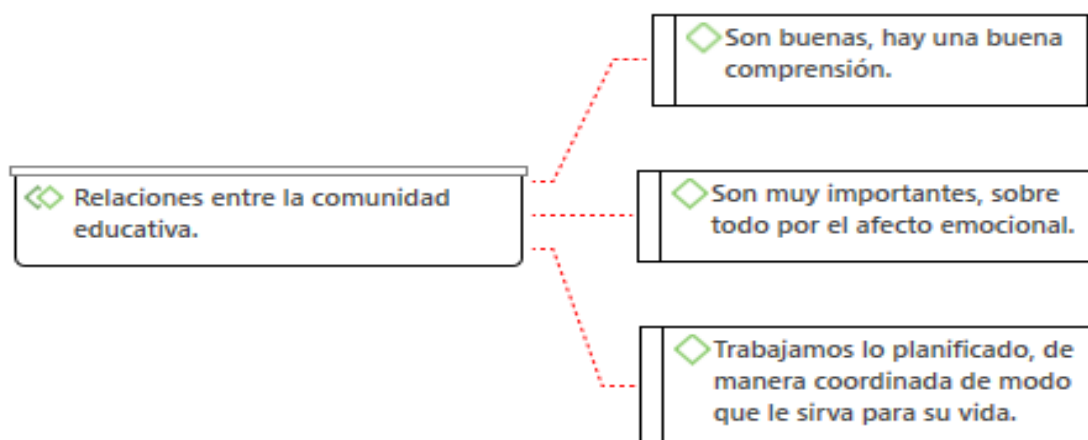 Son buenas, hay una buena
comprensión.
Relaciones entre la comunidad
educativa.
Son muy importantes, sobre
todo por el afecto emocional.
Trabajamos lo planificado, de
manera coordinada de modo
que le sirva para su vida.